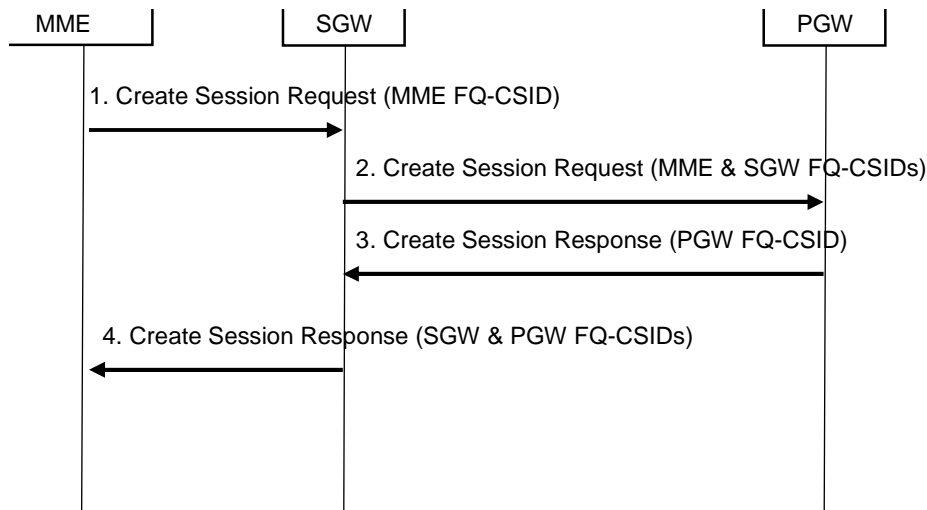 MME SGW PGW
1. Create Session Request (MME FQ-CSID)
2. Create Session Request (MME & SGW FQ-CSIDs)
3. Create Session Response (PGW FQ-CSID)
4. Create Session Response (SGW & PGW FQ-CSIDs)